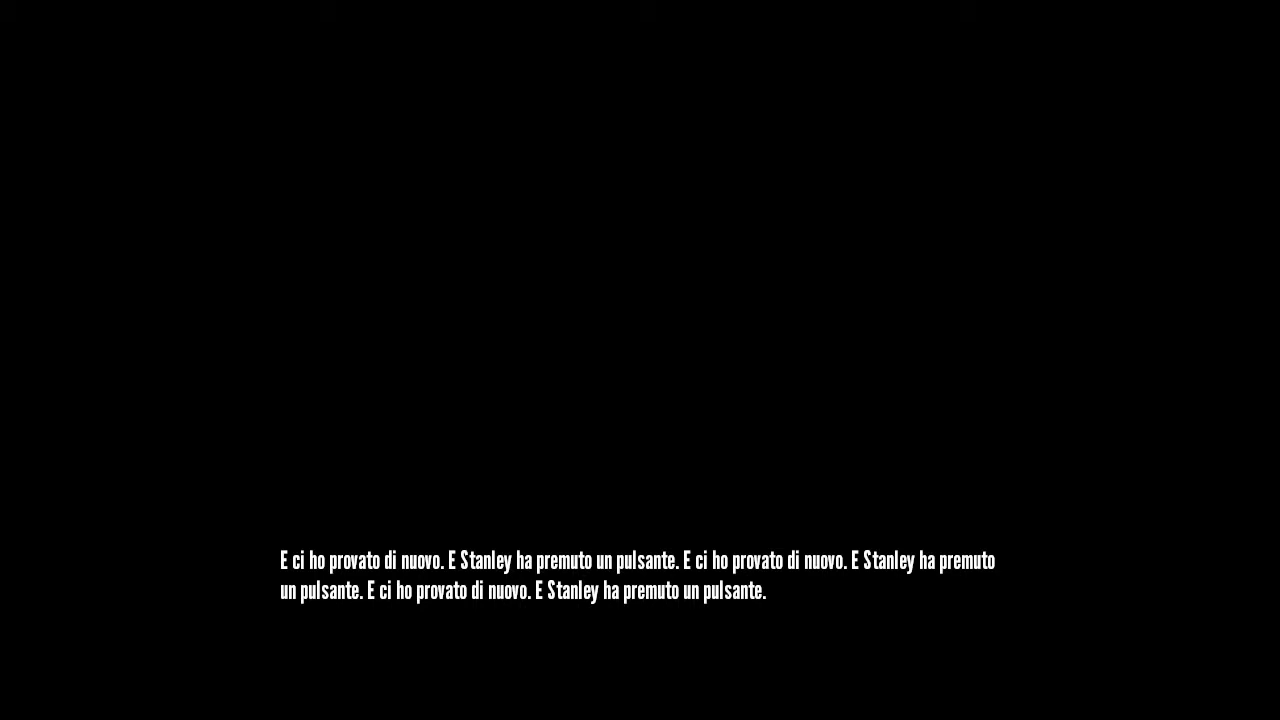 E ci ho provato di nuovo. E Stanley ha premuto un pulsante. E ci ho provato di nuovo. E Stanley ha premuto
un pulsante. E ci ho provato di nuovo. E Stanley ha premuto un pulsante.